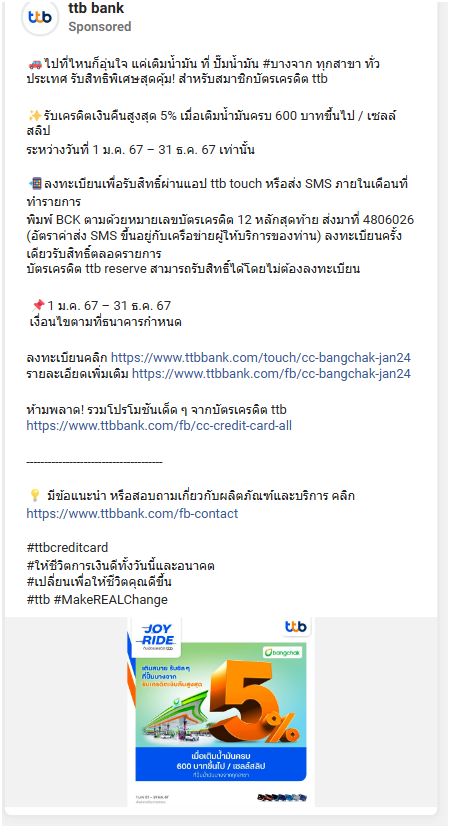 ttb
ttb bank
Sponsored
🚗ไปที่ไหนก็อุ่นใจ แค่เติมน้ำมัน ที่ ปั๊มน้ำมัน #บางจาก ทุกสาขา ทั่ว
ประเทศ รับสิทธิพิเศษสุดคุ้ม! สำหรับสมาชิกบัตรเครดิต ttb
✨รับเครดิตเงินคืนสูงสุด 5% เมื่อเติมน้ำมันครบ 600 บาทขึ้นไป / เซลล์
สลิป
ระหว่างวันที่ 1 ม.ค. 67 – 31 ธ.ค. 67 เท่านั้น
📲ลงทะเบียนเพื่อรับสิทธิ์ผ่านแอป ttb touch หรือส่ง SMS ภายในเดือนที่
ทำรายการ
พิมพ์ BCK ตามด้วยหมายเลขบัตรเครดิต 12 หลักสุดท้าย ส่งมาที่ 4806026
(อัตราค่าส่ง SMS ขึ้นอยู่กับเครือข่ายผู้ให้บริการของท่าน) ลงทะเบียนครั้ง
เดียวรับสิทธิ์ตลอดรายการ
บัตรเครดิต ttb reserve สามารถรับสิทธิ์ได้โดยไม่ต้องลงทะเบียน
📌1 ม.ค. 67 – 31 ธ.ค. 67
เงื่อนไขตามที่ธนาคารกำหนด
ลงทะเบียนคลิก https://www.ttbbank.com/touch/cc-bangchak-jan24
รายละเอียดเพิ่มเติม https://www.ttbbank.com/fb/cc-bangchak-jan24
ห้ามพลาด! รวมโปรโมชันเด็ด ๆ จากบัตรเครดิต ttb
https://www.ttbbank.com/fb/cc-credit-card-all
--------------------------------------
💡 มีข้อแนะนำ หรือสอบถามเกี่ยวกับผลิตภัณฑ์และบริการ คลิก
https://www.ttbbank.com/fb-contact
#ttbcreditcard
#ให้ชีวิตการเงินดีทั้งวันนี้และอนาคต
#เปลี่ยนเพื่อให้ชีวิตคุณดีขึ้น
#ttb #MakeREALChange
JOY
RIDE
ttb
bangchak
เติมสบาย รับชิลๆ
ที่ปั๊มบางจาก
รับเครดิตเงินคืนสูงสุด
5%
เมื่อเติมน้ำมันครบ
600 บาทขึ้นไป / เซลล์สลิป
ที่ปั๊มน้ำมันบางจากทุกสาขา